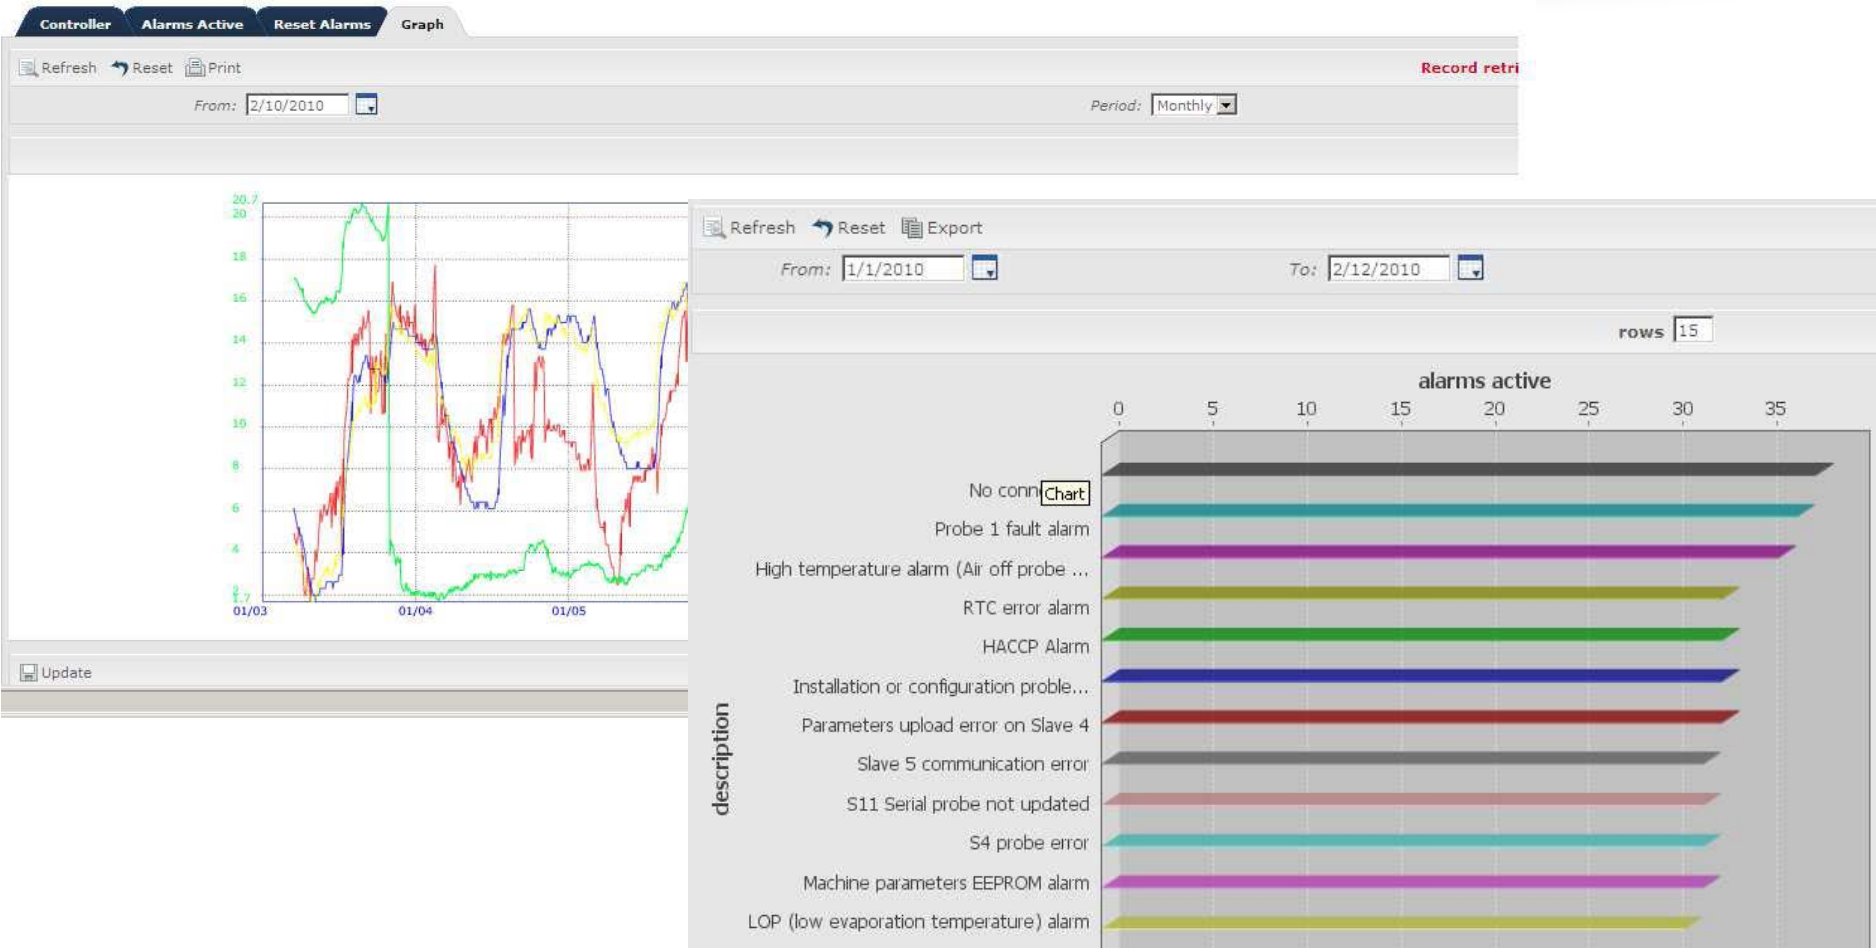 Controller Alarms Active Reset Alarms Graph
Refresh Reset Print Record retri
From: 2/10/2010 Period: Monthly
20.7
20
18
16
14
12
10
8
6
4
2
1.7
01/03 01/04 01/05
Update
Refresh Reset Export
From: 1/1/2010 To: 2/12/2010
rows 15
alarms active
0 5 10 15 20 25 30 35
description
No conn
Chart
Probe 1 fault alarm
High temperature alarm (Air off probe ...
RTC error alarm
HACCP Alarm
Installation or configuration proble...
Parameters upload error on Slave 4
Slave 5 communication error
S11 Serial probe not updated
S4 probe error
Machine parameters EEPROM alarm
LOP (low evaporation temperature) alarm